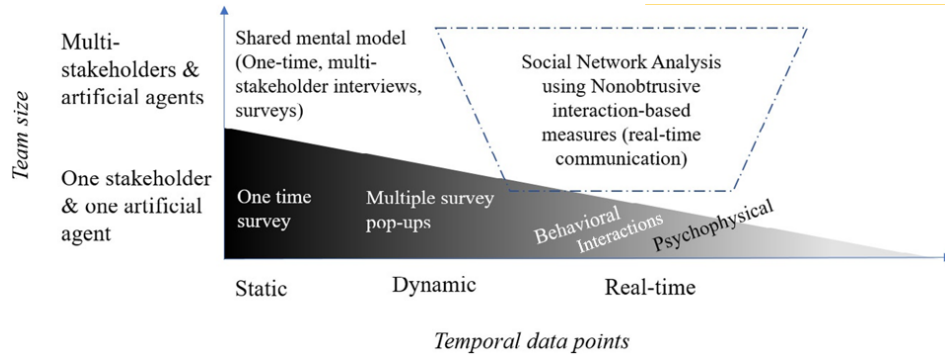 Team size
Multi-
stakeholders &
artificial agents
One stakeholder
& one artificial
agent
Shared mental model
(One-time, multi-
stakeholder interviews,
surveys)
Social Network Analysis
using Nonobtrusive
interaction-based
measures (real-time
communication)
One time
survey
Multiple survey
pop-ups
Behavioral
Interactions
Psychophysical
Static
Dynamic
Real-time
Temporal data points